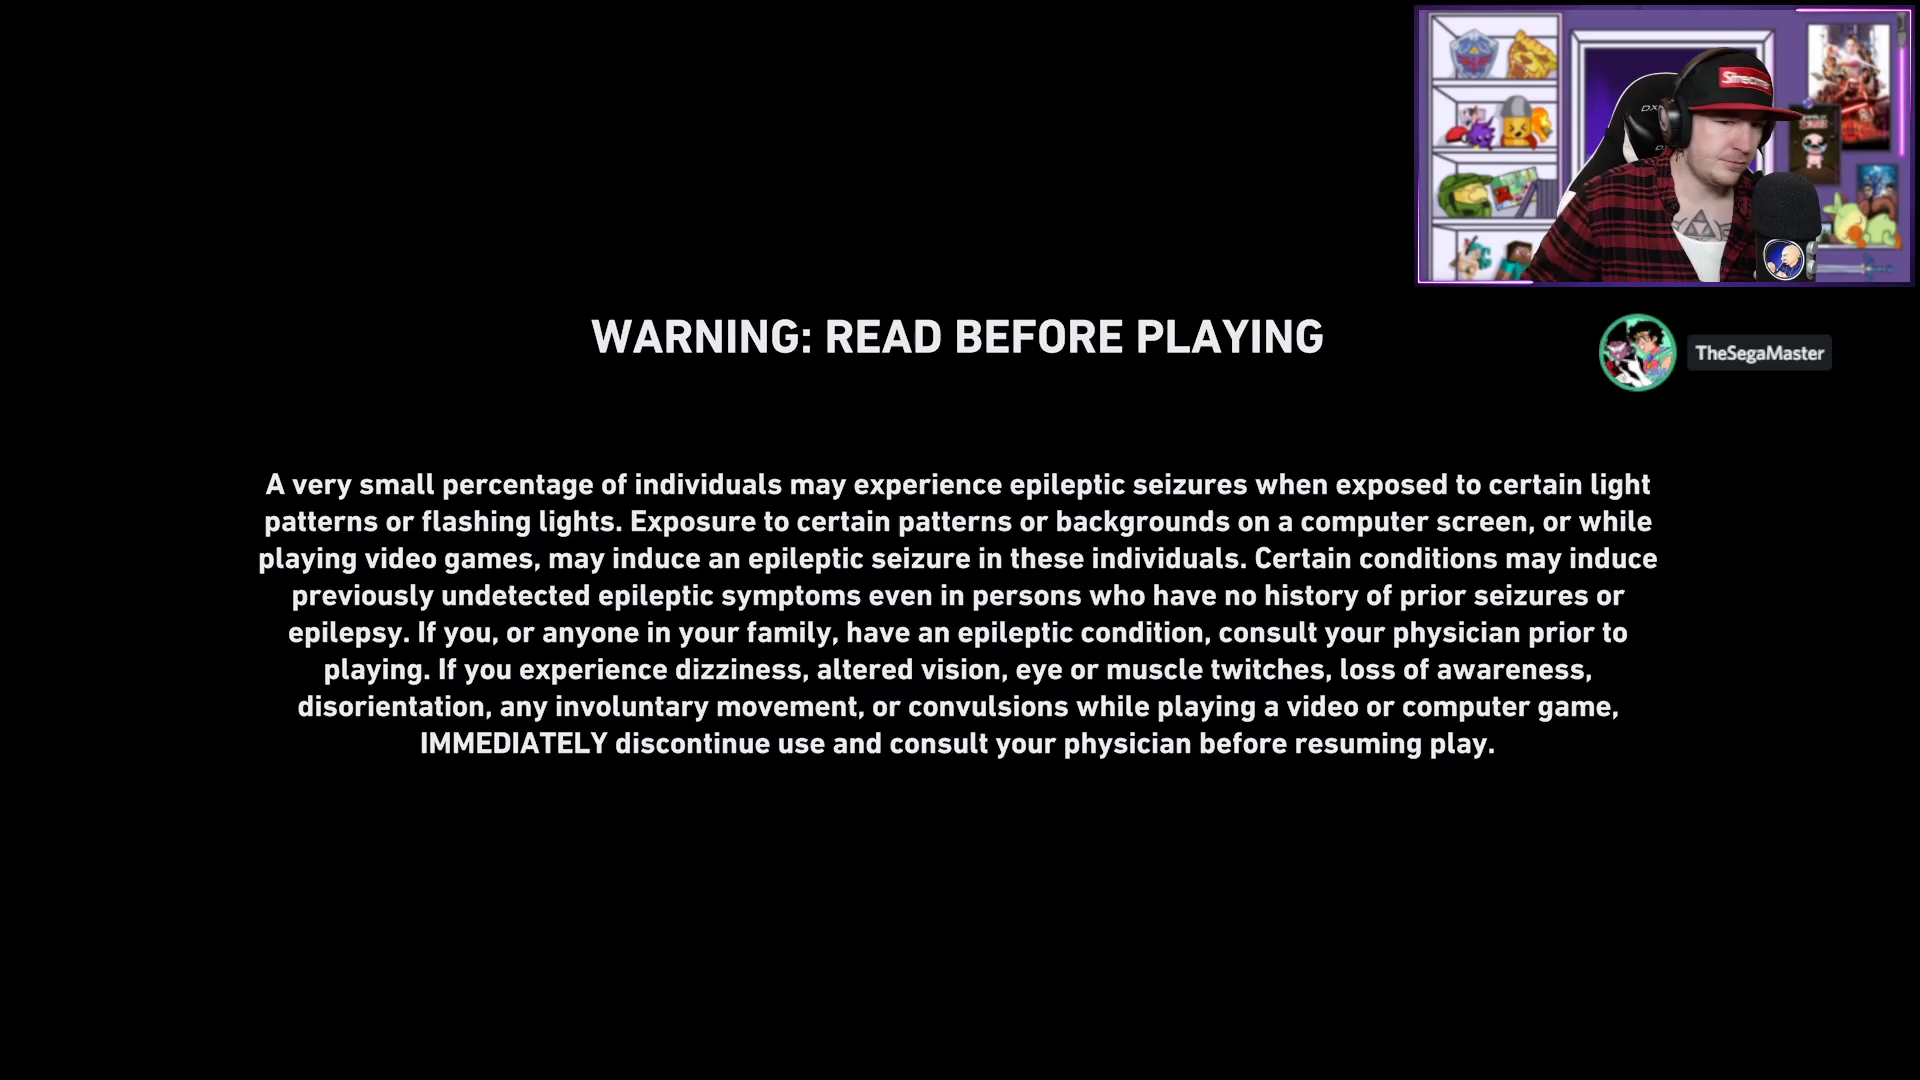 WARNING: READ BEFORE PLAYING
TheSegaMaster
A very small percentage of individuals may experience epileptic seizures when exposed to certain light
patterns or flashing lights. Exposure to certain patterns or backgrounds on a computer screen, or while
playing video games, may induce an epileptic seizure in these individuals. Certain conditions may induce
previously undetected epileptic symptoms even in persons who have no history of prior seizures or
epilepsy. If you, or anyone in your family, have an epileptic condition, consult your physician prior to
playing. If you experience dizziness, altered vision, eye or muscle twitches, loss of awareness,
disorientation, any involuntary movement, or convulsions while playing a video or computer game,
IMMEDIATELY discontinue use and consult your physician before resuming play.